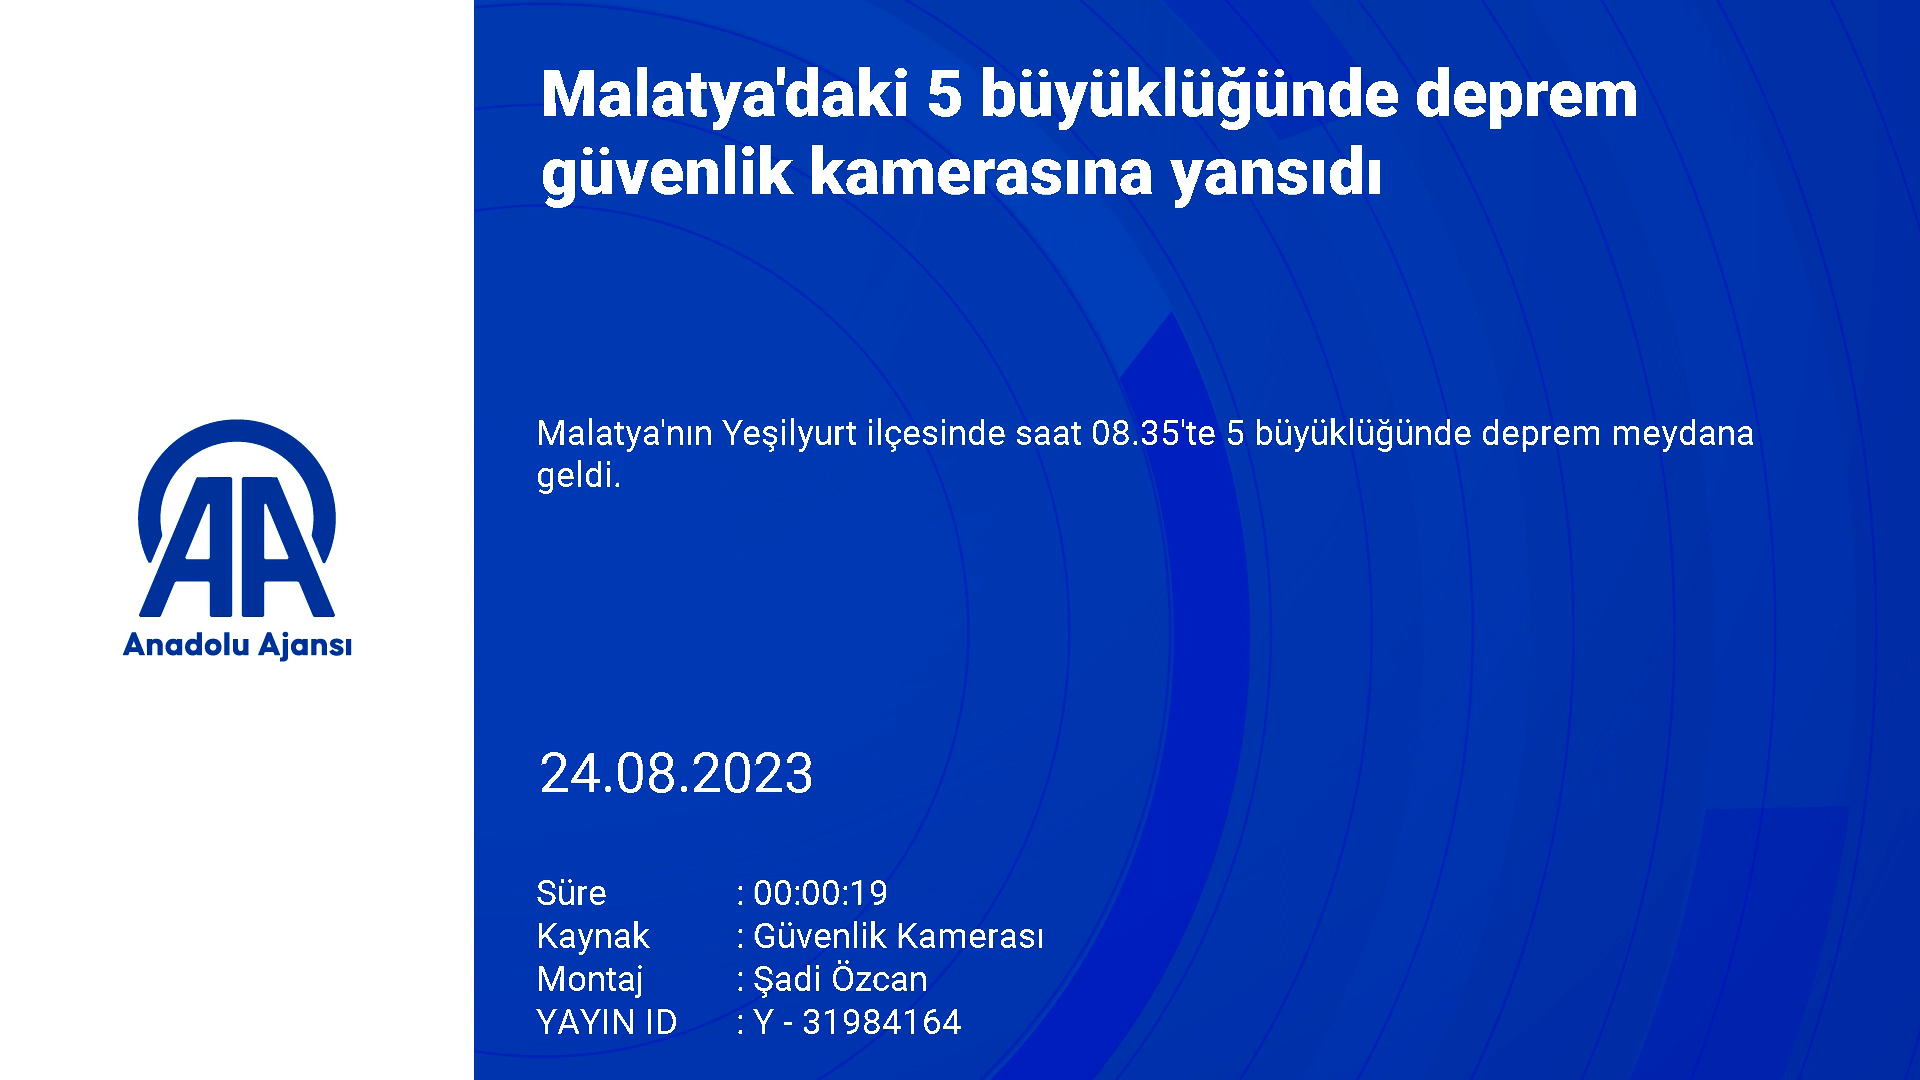 Malatya'daki 5 büyüklüğünde deprem
güvenlik kamerasına yansıdı
Malatya'nın Yeşilyurt ilçesinde saat 08.35'te 5 büyüklüğünde deprem meydana
geldi.
AA
Anadolu Ajansı
24.08.2023
Süre : 00:00:19
Kaynak : Güvenlik Kamerası
Montaj : Şadi Özcan
YAYIN ID : Y - 31984164